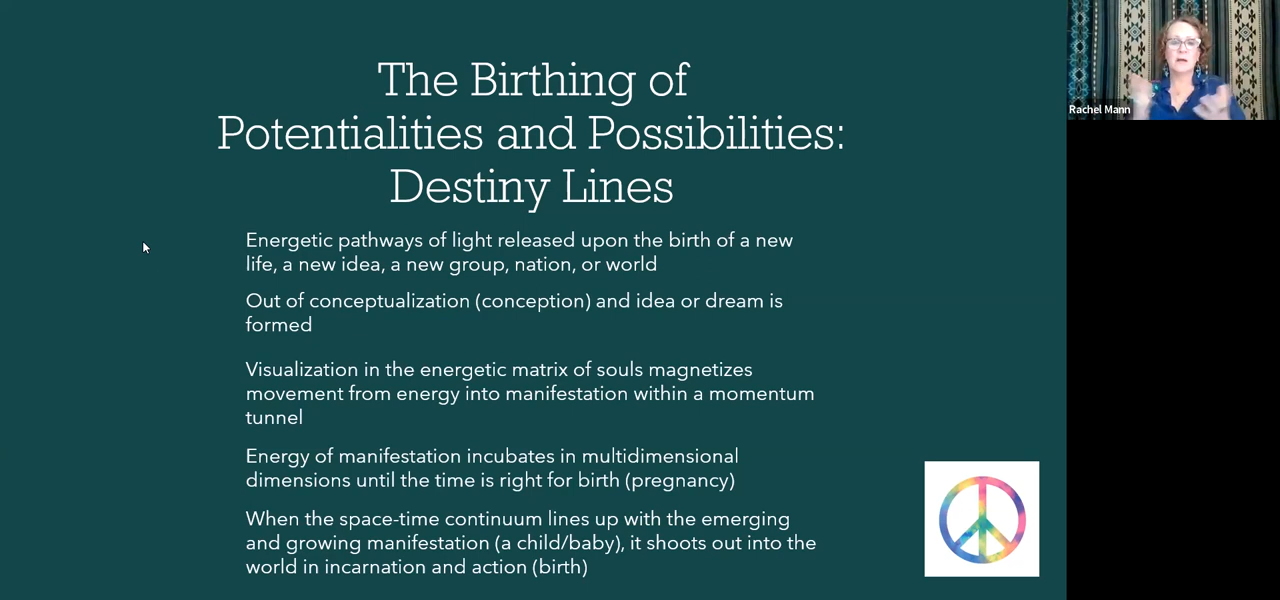 The Birthing of
Potentialities and Possibilities:
Destiny Lines
Energetic pathways of light released upon the birth of a new
life, a new idea, a new group, nation, or world
Out of conceptualization (conception) and idea or dream is
formed
Visualization in the energetic matrix of souls magnetizes
movement from energy into manifestation within a momentum
tunnel
Energy of manifestation incubates in multidimensional
dimensions until the time is right for birth (pregnancy)
When the space-time continuum lines up with the emerging
and growing manifestation (a child/baby), it shoots out into the
world in incarnation and action (birth)
Rachel Mann